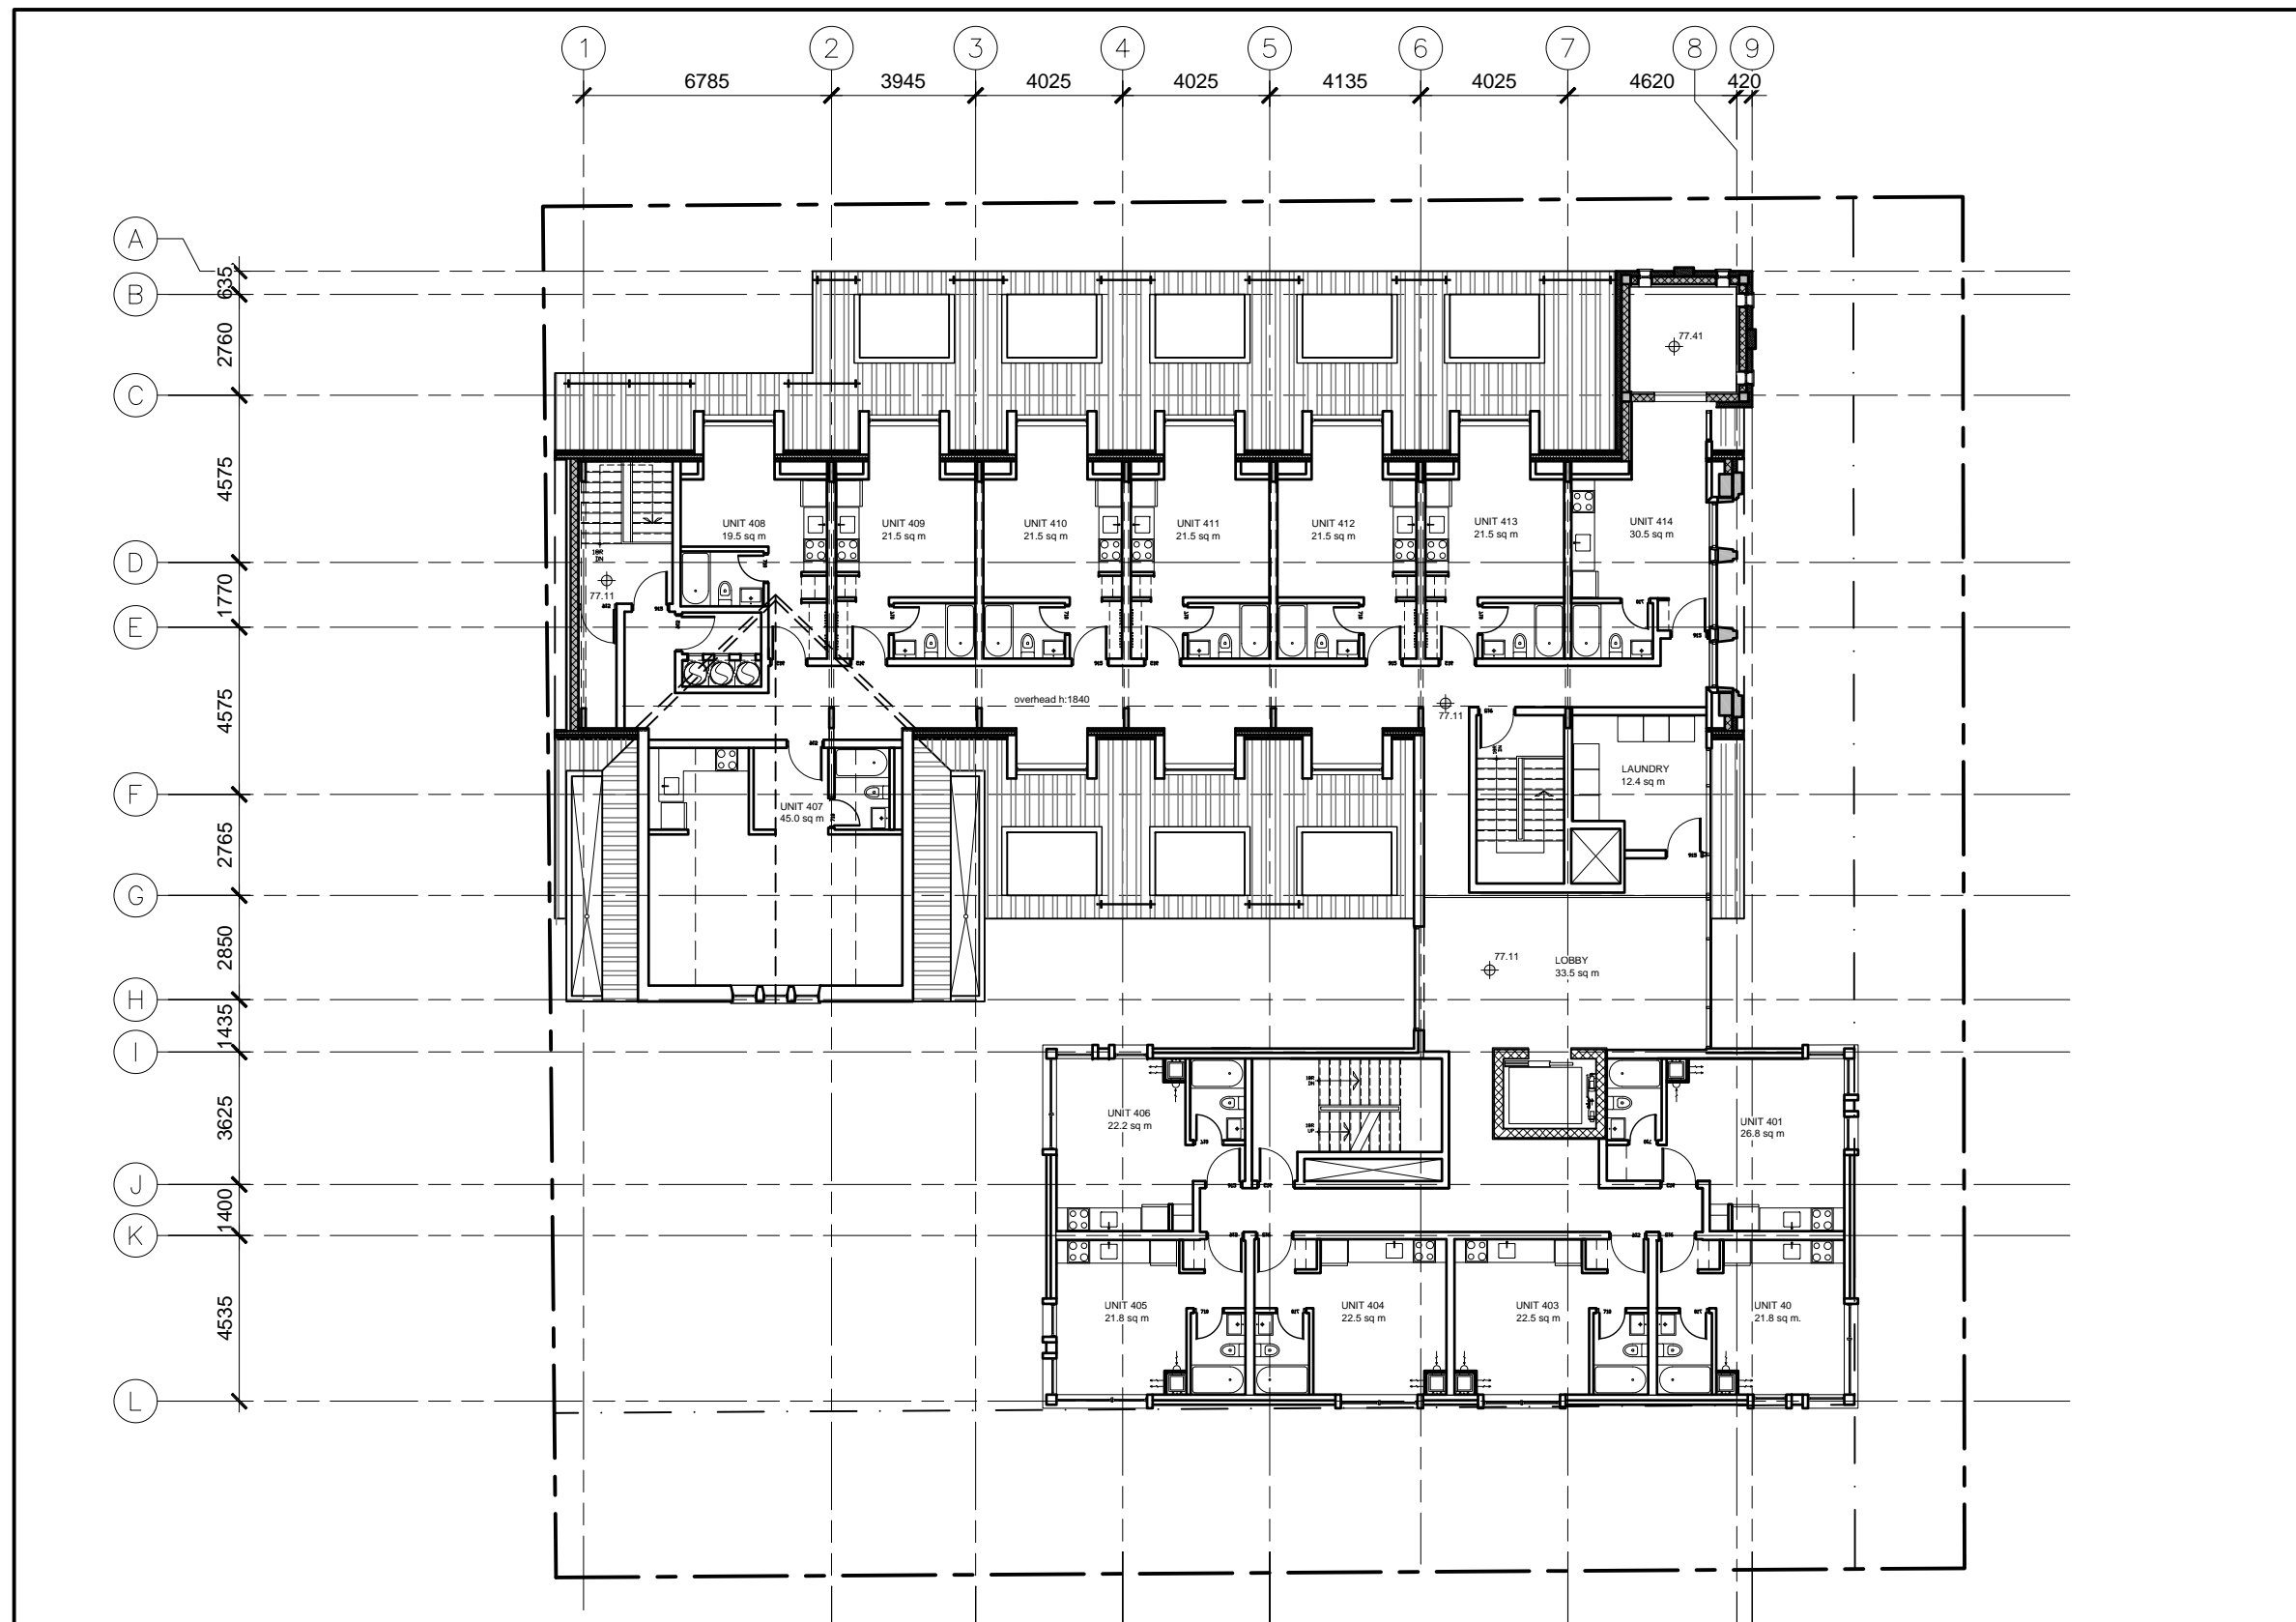 1 2 3 4 5 6 7 8 9
6785 3945 4025 4025 4135 4025 4620 420
A
635
B
2760
77.41
C
4575
UNIT 408
19.5 sq m
UNIT 409
21.5 sq m
UNIT 410
21.5 sq m
UNIT 411
21.5 sq m
UNIT 412
21.5 sq m
UNIT 413
21.5 sq m
UNIT 414
30.5 sq m
18R
DN
D
77.11
1770
E
4575
overhead h:1840
77.11
LAUNDRY
12.4 sq m
F
UNIT 407
45.0 sq m
2765
G
2850
77.11
LOBBY
33.5 sq m
H
1435
I
3625
18R
DN
18R
UP
UNIT 406
22.2 sq m
UNIT 401
26.8 sq m
J
1400
K
4535
UNIT 405
21.8 sq m
UNIT 404
22.5 sq m
UNIT 403
22.5 sq m
UNIT 40
21.8 sq m.
L